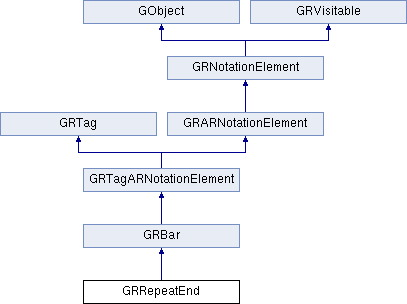 GObject
GRVisitable
GRNotationElement
GRTag
GRARNotationElement
GRTagARNotationElement
GRBar
GRRepeatEnd